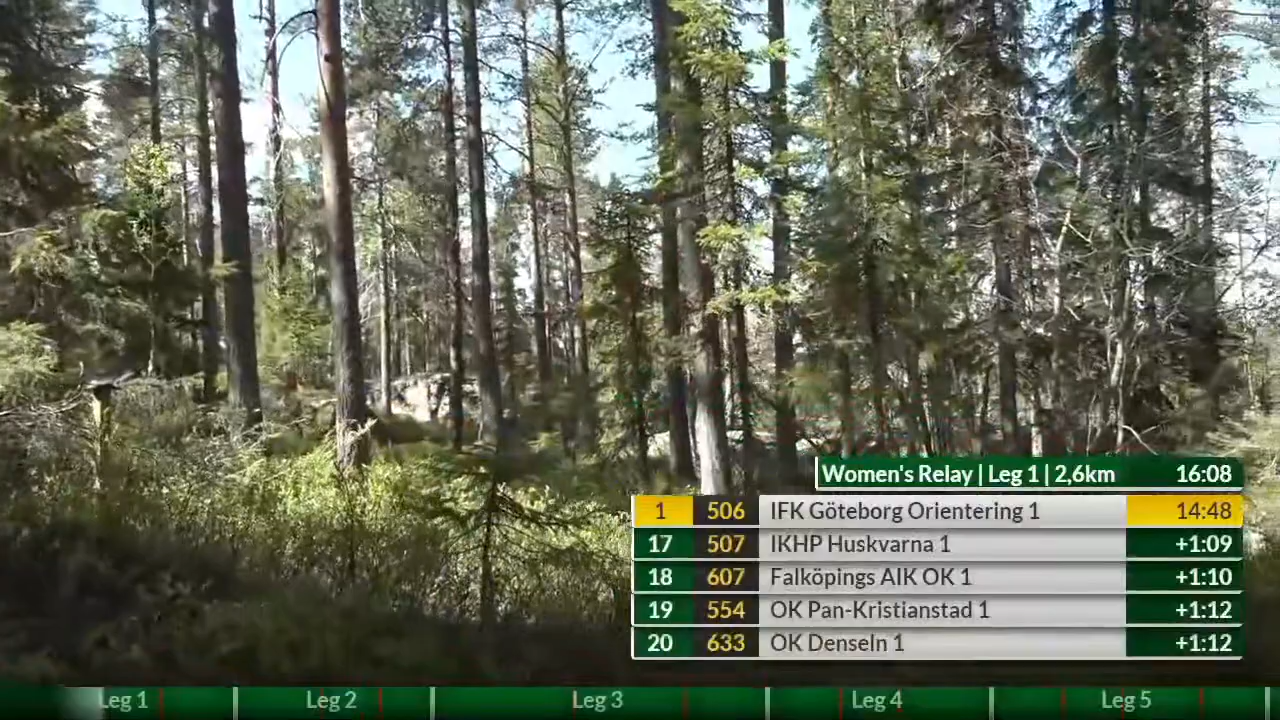 Women's Relay | Leg 1 | 2,6km 16:08
1 506 IFK Göteborg Orientering 1 14:48
17 507 IKHP Huskvarna 1 +1:09
18 607 Falköpings AIK OK 1 +1:10
19 554 OK Pan-Kristianstad 1 +1:12
20 633 OK Denseln 1 +1:12
Leg 1 Leg 2 Leg 3 Leg 4 Leg 5